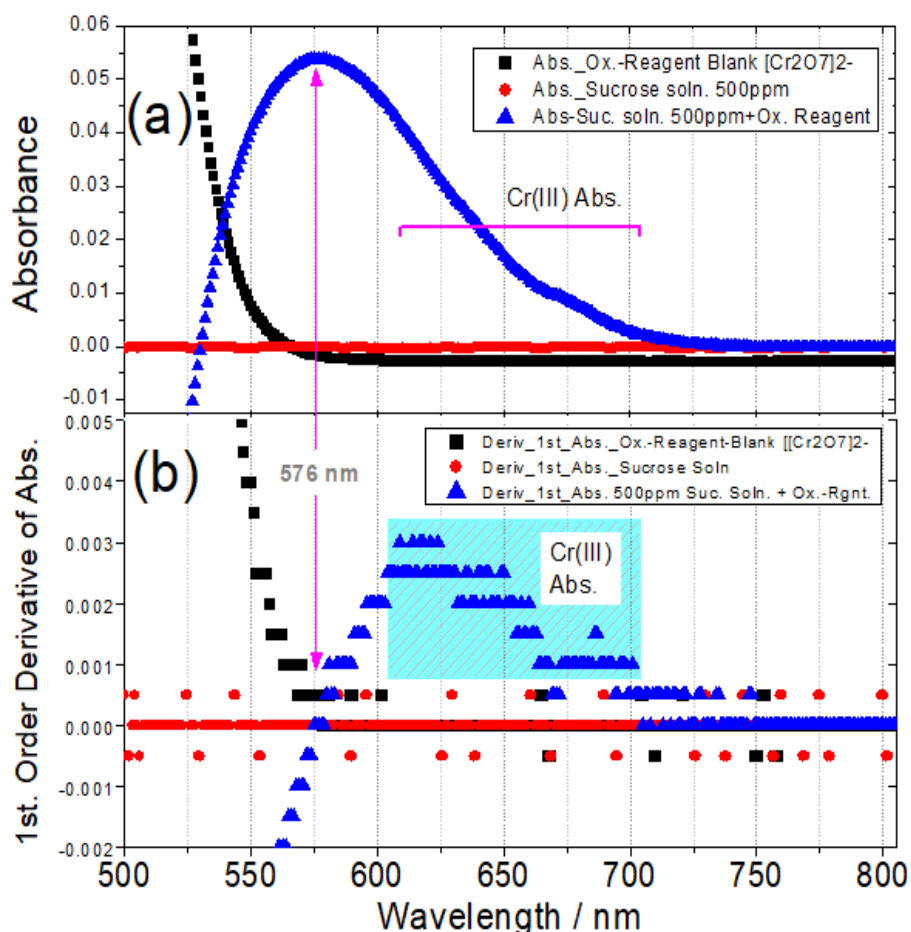 0.06
0.05
0.04
0.03
0.02
0.01
0.00
-0.01
Absorbance
(a)
Abs._Ox.-Reagent Blank [Cr2O7]2-
Abs._Sucrose soln. 500ppm
Abs-Suc. soln. 500ppm+Ox. Reagent
Cr(III) Abs.
0.005
0.004
0.003
0.002
0.001
0.000
-0.001
-0.002
1st. Order Derivative of Abs.
(b)
576 nm
Deriv_1st_Abs._Ox.-Reagent-Blank [[Cr2O7]2-
Deriv_1st_Abs._Sucrose Soln
Deriv_1st_Abs. 500ppm Suc. Soln. + Ox.-Rgnt.
Cr(III)
Abs.
500 550 600 650 700 750 800
Wavelength / nm